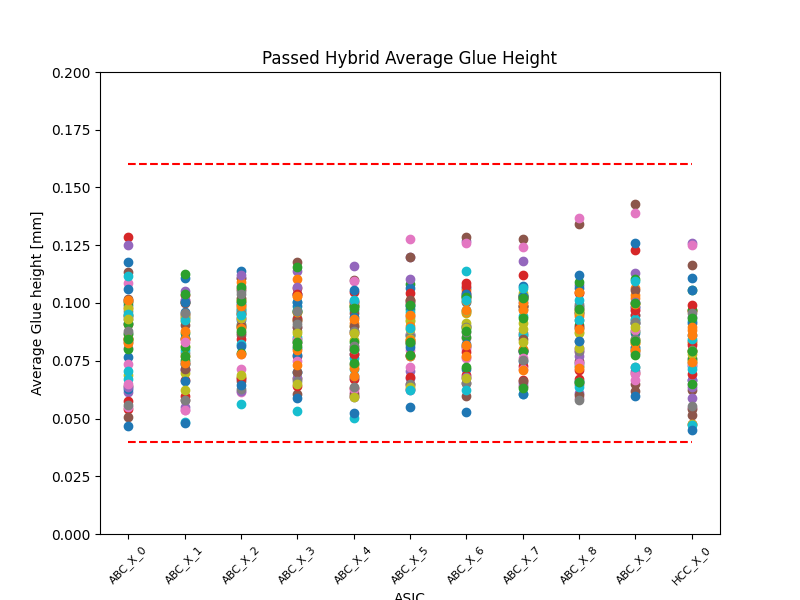 Passed Hybrid Average Glue Height
Average Glue height [mm]
0.200
0.175
0.150
0.125
0.100
0.075
0.050
0.025
0.000
ABC_X_0
ABC_X_1
ABC_X_2
ABC_X_3
ABC_X_4
ABC_X_5
ABC_X_6
ABC_X_7
ABC_X_8
ABC_X_9
HCC_X_0
ASIC